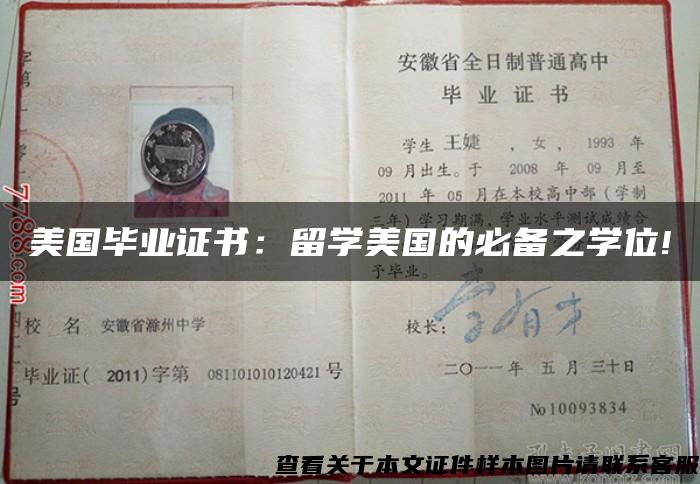 安徽省全日制普通高中
毕业证书
学生 王婕 ，女，1993
年 09 月出生。于 2008 年 09 月至
2011 年 05 月在本校高中部（学制
三年）学习期满，学业水平测试成绩合
美国毕业证书：留学美国的必备之学位!
予毕业。
校 名 安徽省滁州中学
校长：
毕业证( 2011)字第 081101010120421 号
二〇一一年 五 月 三十日
No 10093834
7788.com
查看关于本文证件样本图片请联系客服